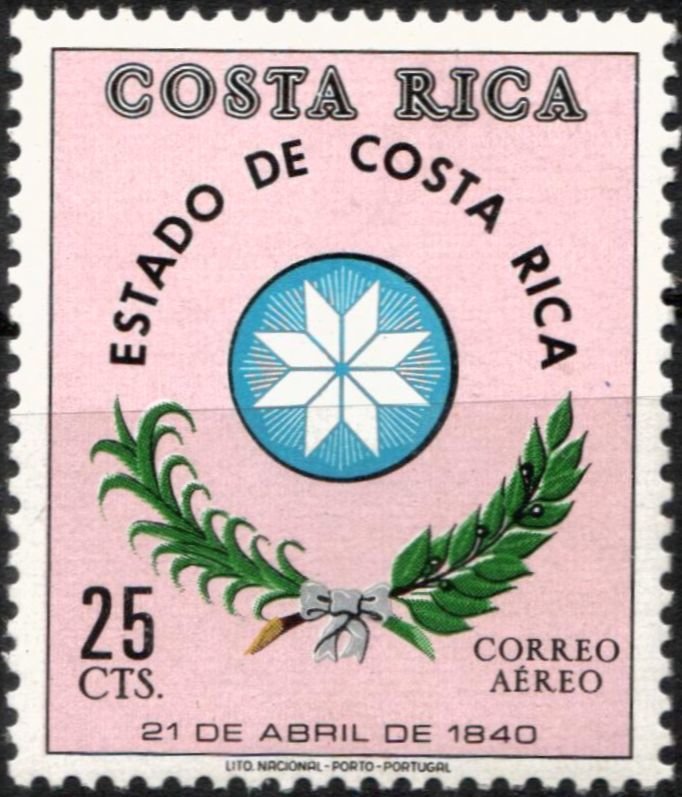 COSTA RICA
ESTADO DE COSTA RICA
25
CTS.
CORREO
AÉREO
21 DE ABRIL DE 1840
LITO. NACIONAL-PORTO-PORTUGAL